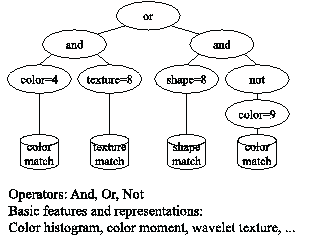 or
and and
color=4 texture=8 shape=8 not
color=9
color texture shape color
match match match match
Operators: And, Or, Not
Basic features and representations:
Color histogram, color moment, wavelet texture, ...